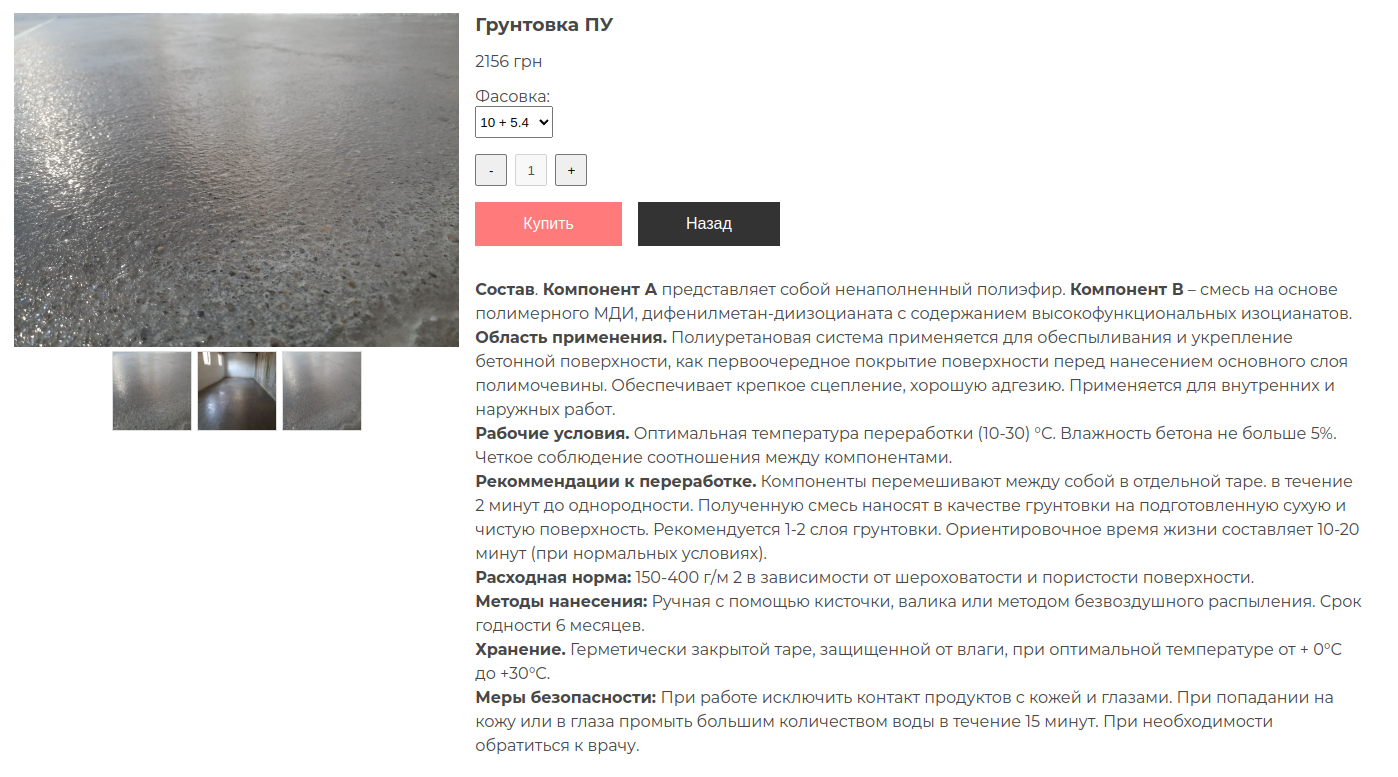 Грунтовка ПУ
2156 грн
Фасовка:
10 + 5.4
- 1 +
Купить Назад
Состав. Компонент А представляет собой ненаполненный полиэфир. Компонент В – смесь на основе
полимерного МДИ, дифенилметан-диизоцианата с содержанием высокофункциональных изоцианатов.
Область применения. Полиуретановая система применяется для обеспыливания и укрепление
бетонной поверхности, как первоочередное покрытие поверхности перед нанесением основного слоя
полимочевины. Обеспечивает крепкое сцепление, хорошую адгезию. Применяется для внутренних и
наружных работ.
Рабочие условия. Оптимальная температура переработки (10-30) °С. Влажность бетона не больше 5%.
Четкое соблюдение соотношения между компонентами.
Рекоммендации к переработке. Компоненты перемешивают между собой в отдельной таре. в течение
2 минут до однородности. Полученную смесь наносят в качестве грунтовки на подготовленную сухую и
чистую поверхность. Рекомендуется 1-2 слоя грунтовки. Ориентировочное время жизни составляет 10-20
минут (при нормальных условиях).
Расходная норма: 150-400 г/м 2 в зависимости от шероховатости и пористости поверхности.
Методы нанесения: Ручная с помощью кисточки, валика или методом безвоздушного распыления. Срок
годности 6 месяцев.
Хранение. Герметически закрытой таре, защищенной от влаги, при оптимальной температуре от + 0°С
до +30°С.
Меры безопасности: При работе исключить контакт продуктов с кожей и глазами. При попадании на
кожу или в глаза промыть большим количеством воды в течение 15 минут. При необходимости
обратиться к врачу.